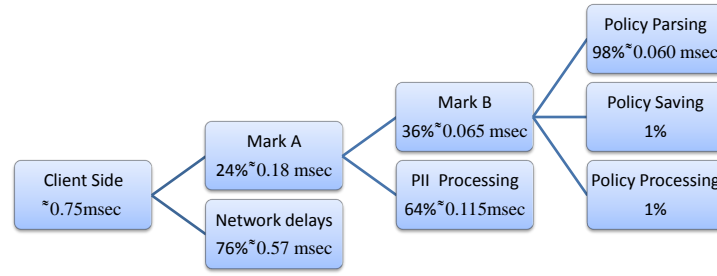 Client Side
≈0.75msec
Mark A
24%≈0.18 msec
Network delays
76%≈0.57 msec
Mark B
36%≈0.065 msec
PII Processing
64%≈0.115msec
Policy Parsing
98%≈0.060 msec
Policy Saving
1%
Policy Processing
1%